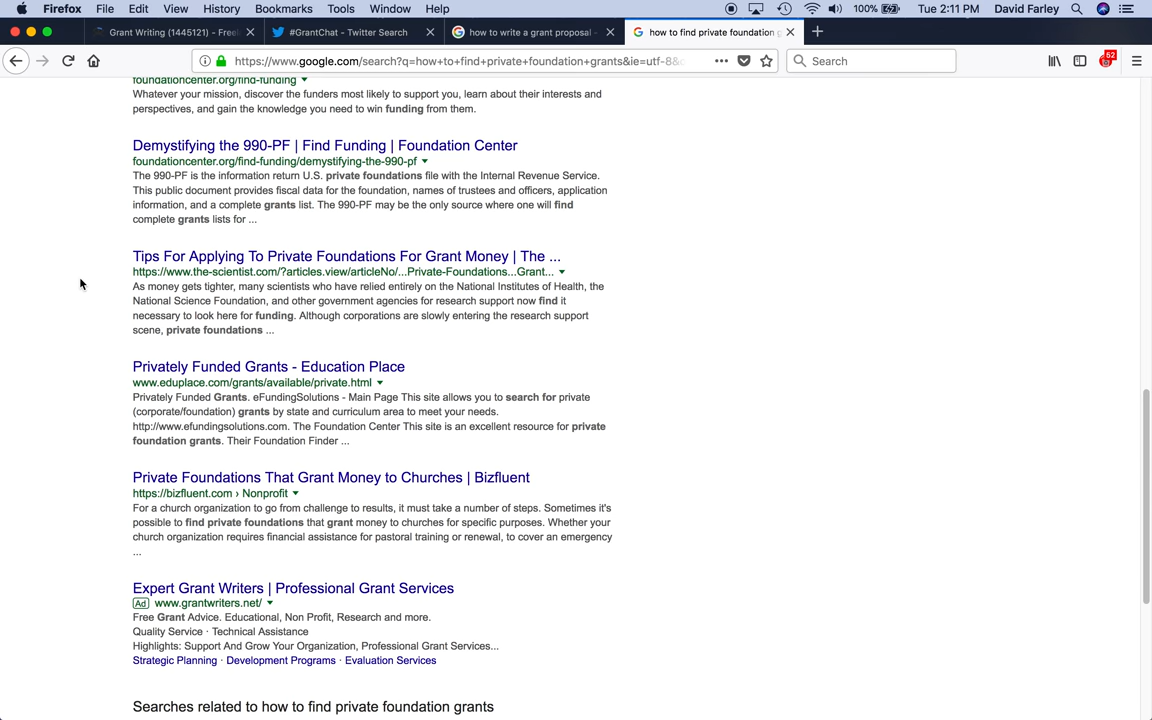 Firefox File Edit View History Bookmarks Tools Window Help 100% Tue 2:11 PM David Farley
Grant Writing (1445121) - Free #GrantChat - Twitter Search how to write a grant proposal - how to find private foundation g
https://www.google.com/search?q=how+to+find+private+foundation+grants&ie=utf-8& Search 52
foundationcenter.org/find-funding
Whatever your mission, discover the funders most likely to support you, learn about their interests and
perspectives, and gain the knowledge you need to win funding from them.
Demystifying the 990-PF | Find Funding | Foundation Center
foundationcenter.org/find-funding/demystifying-the-990-pf
The 990-PF is the information return U.S. private foundations file with the Internal Revenue Service.
This public document provides fiscal data for the foundation, names of trustees and officers, application
information, and a complete grants list. The 990-PF may be the only source where one will find
complete grants lists for ...
Tips For Applying To Private Foundations For Grant Money | The ...
https://www.the-scientist.com/?articles.view/articleNo/...Private-Foundations...Grant...
As money gets tighter, many scientists who have relied entirely on the National Institutes of Health, the
National Science Foundation, and other government agencies for research support now find it
necessary to look here for funding. Although corporations are slowly entering the research support
scene, private foundations ...
Privately Funded Grants - Education Place
www.eduplace.com/grants/available/private.html
Privately Funded Grants. eFundingSolutions - Main Page This site allows you to search for private
(corporate/foundation) grants by state and curriculum area to meet your needs.
http://www.efundingsolutions.com. The Foundation Center This site is an excellent resource for private
foundation grants. Their Foundation Finder ...
Private Foundations That Grant Money to Churches | Bizfluent
https://bizfluent.com › Nonprofit
For a church organization to go from challenge to results, it must take a number of steps. Sometimes it's
possible to find private foundations that grant money to churches for specific purposes. Whether your
church organization requires financial assistance for pastoral training or renewal, to cover an emergency
...
Expert Grant Writers | Professional Grant Services
Ad www.grantwriters.net/
Free Grant Advice. Educational, Non Profit, Research and more.
Quality Service · Technical Assistance
Highlights: Support And Grow Your Organization, Professional Grant Services...
Strategic Planning · Development Programs · Evaluation Services
Searches related to how to find private foundation grants